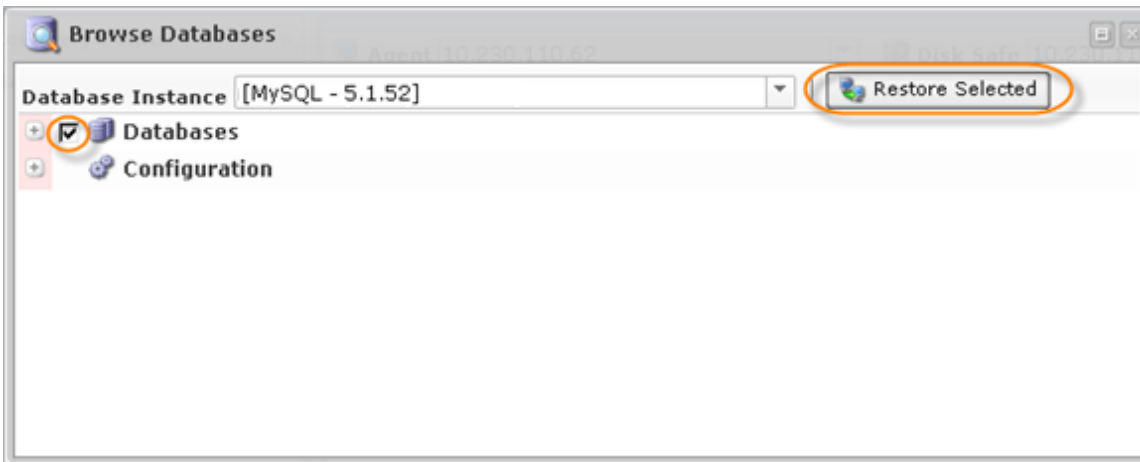 Browse Databases
Agent 10.230.110.62
Disk Safe 10.230.1
Database Instance [MySQL - 5.1.52] Restore Selected
Databases
Configuration